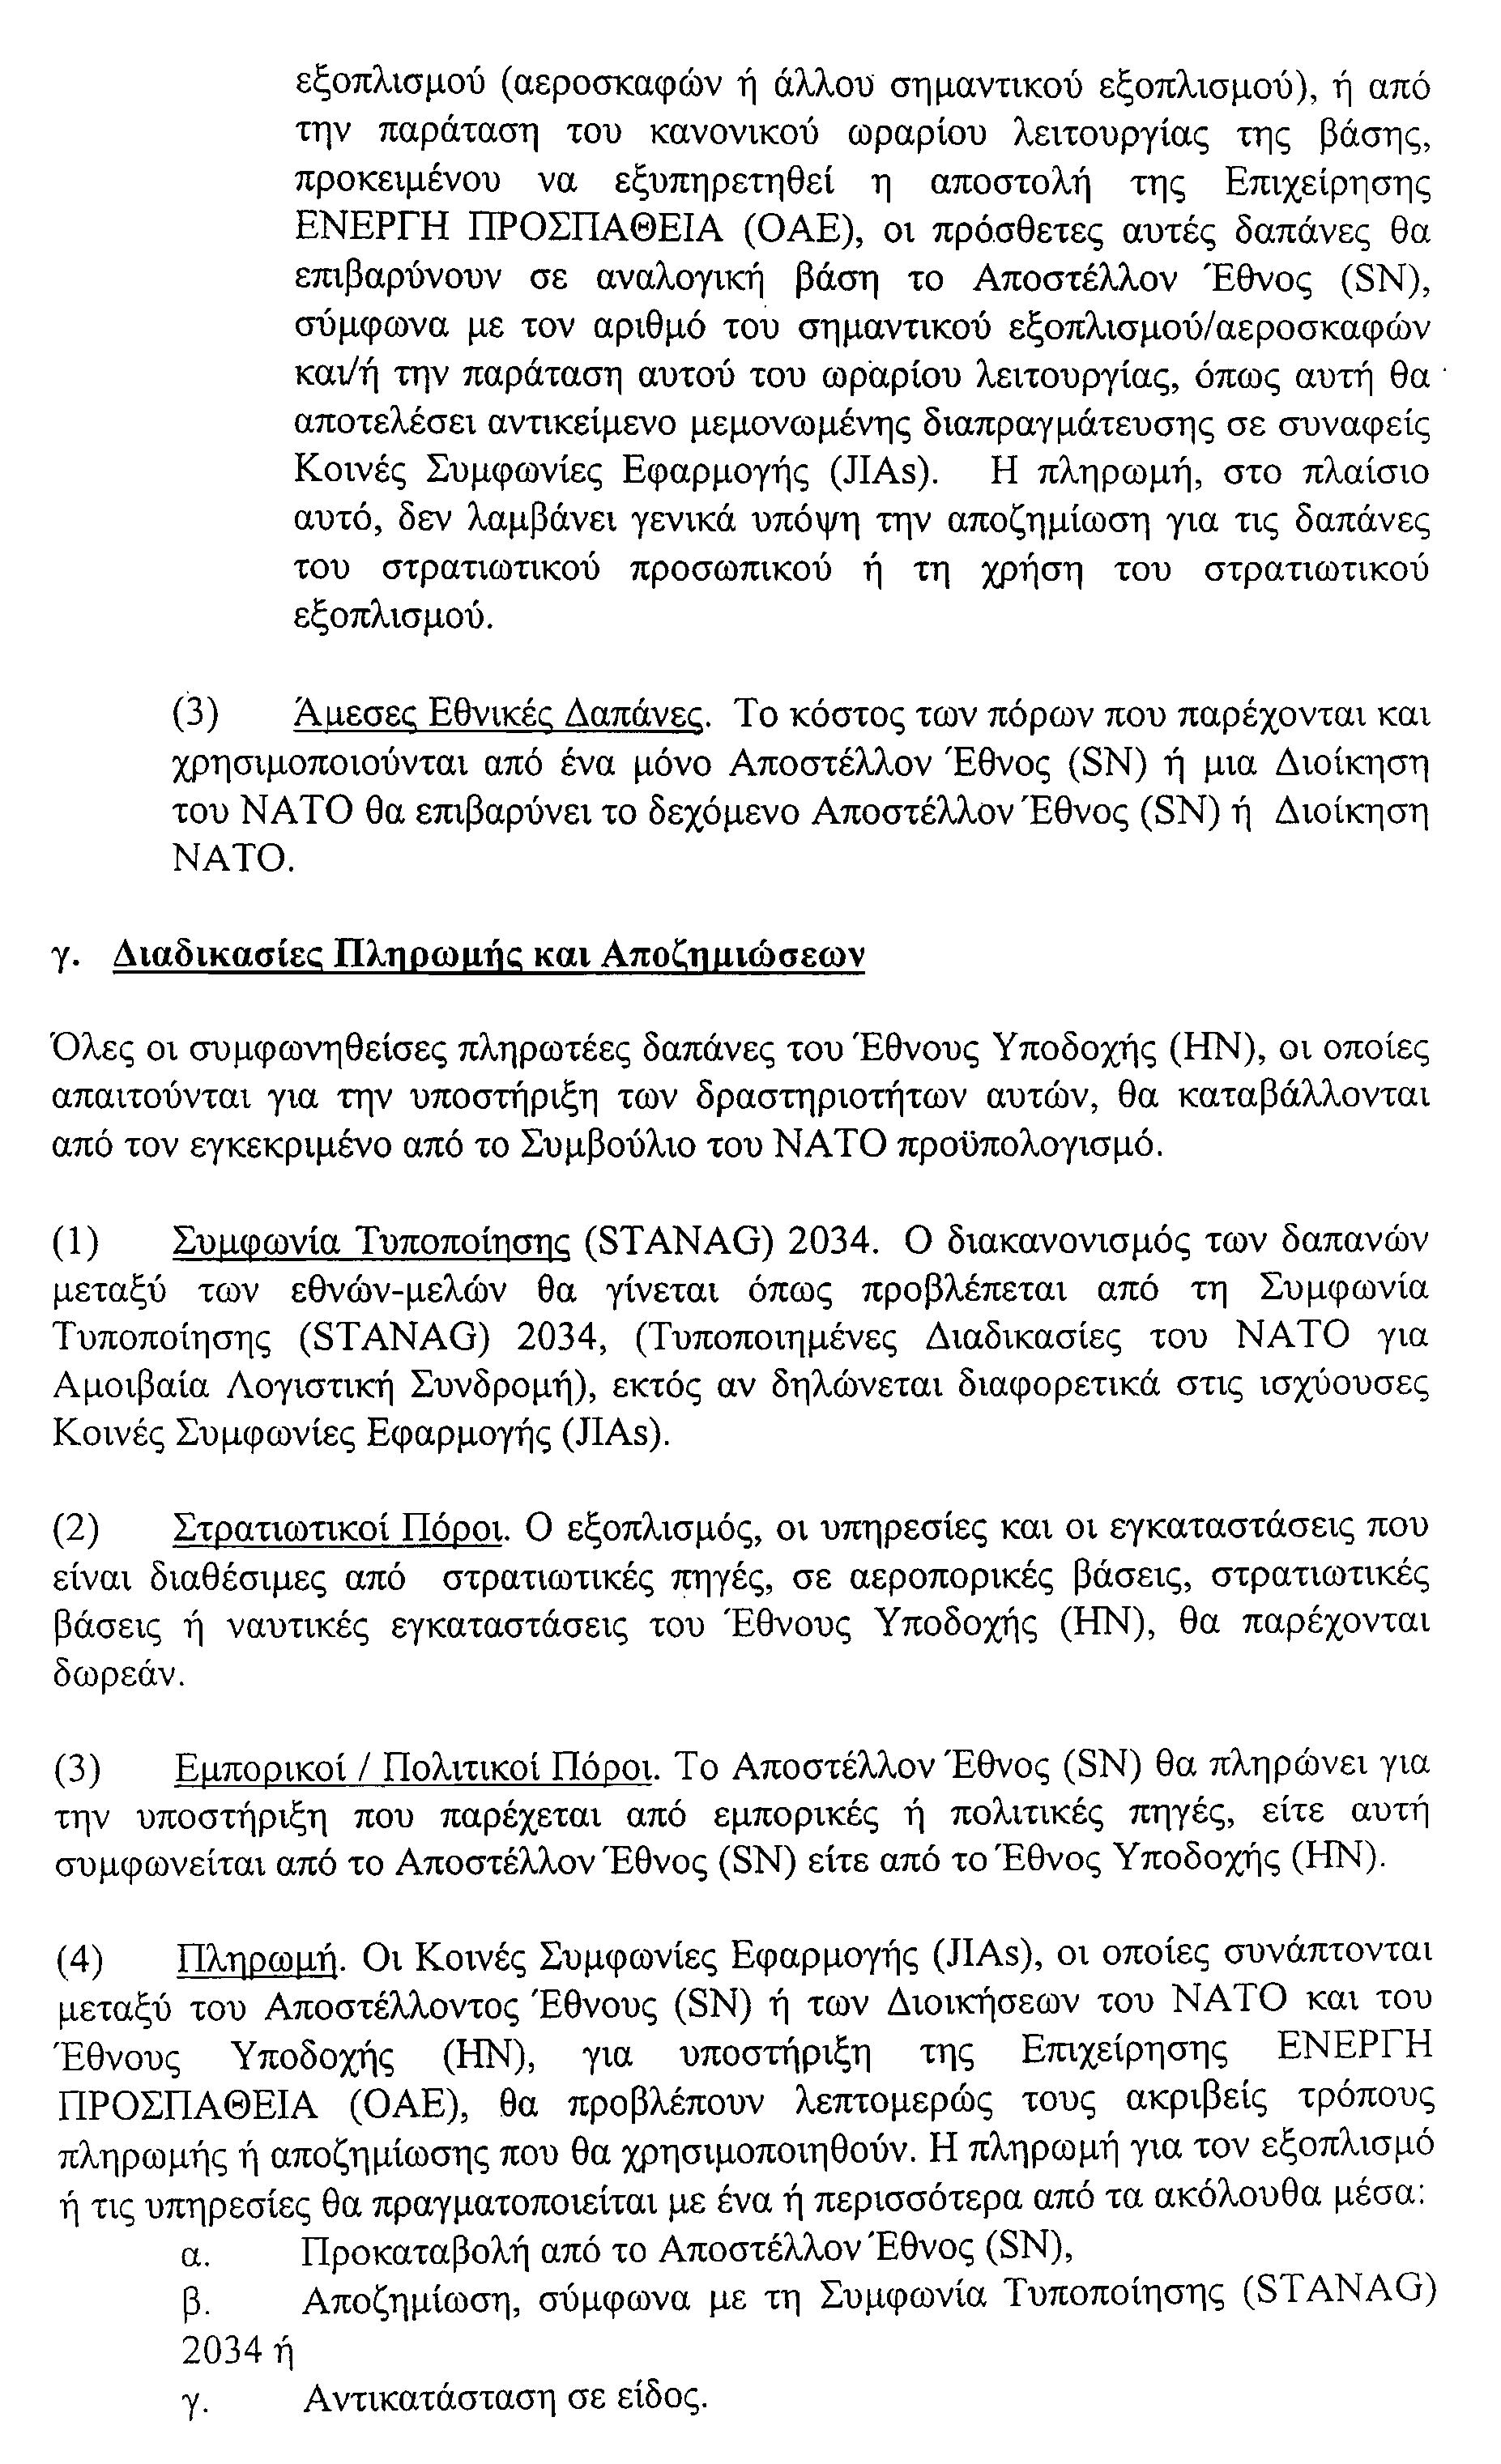 εξοπλισμού (αεροσκαφών ή άλλου σημαντικού εξοπλισμού), ή από
την παράταση του κανονικού ωραρίου λειτουργίας της βάσης,
προκειμένου να εξυπηρετηθεί η αποστολή της Επιχείρησης
ΕΝΕΡΓΗ ΠΡΟΣΠΑΘΕΙΑ (ΟΑΕ), οι πρόσθετες αυτές δαπάνες θα
επιβαρύνουν σε αναλογική βάση το Αποστέλλον Έθνος (SN),
σύμφωνα με τον αριθμό του σημαντικού εξοπλισμού/αεροσκαφών
και/ή την παράταση αυτού του ωραρίου λειτουργίας, όπως αυτή θα
αποτελέσει αντικείμενο μεμονωμένης διαπραγμάτευσης σε συναφείς
Κοινές Συμφωνίες Εφαρμογής (JIAs). Η πληρωμή, στο πλαίσιο
αυτό, δεν λαμβάνει γενικά υπόψη την αποζημίωση για τις δαπάνες
του στρατιωτικού προσωπικού ή τη χρήση του στρατιωτικού
εξοπλισμού.
(3) Άμεσες Εθνικές Δαπάνες. Το κόστος των πόρων που παρέχονται και
χρησιμοποιούνται από ένα μόνο Αποστέλλον Έθνος (SN) ή μια Διοίκηση
του ΝΑΤΟ θα επιβαρύνει το δεχόμενο Αποστέλλον Έθνος (SN) ή Διοίκηση
ΝΑΤΟ.
γ. Διαδικασίες Πληρωμής και Αποζημιώσεων
Όλες οι συμφωνηθείσες πληρωτέες δαπάνες του Έθνους Υποδοχής (HN), οι οποίες
απαιτούνται για την υποστήριξη των δραστηριοτήτων αυτών, θα καταβάλλονται
από τον εγκεκριμένο από το Συμβούλιο του ΝΑΤΟ προϋπολογισμό.
(1) Συμφωνία Τυποποίησης (STANAG) 2034. Ο διακανονισμός των δαπανών
μεταξύ των εθνών-μελών θα γίνεται όπως προβλέπεται από τη Συμφωνία
Τυποποίησης (STANAG) 2034, (Τυποποιημένες Διαδικασίες του ΝΑΤΟ για
Αμοιβαία Λογιστική Συνδρομή), εκτός αν δηλώνεται διαφορετικά στις ισχύουσες
Κοινές Συμφωνίες Εφαρμογής (JIAs).
(2) Στρατιωτικοί Πόροι. Ο εξοπλισμός, οι υπηρεσίες και οι εγκαταστάσεις που
είναι διαθέσιμες από στρατιωτικές πηγές, σε αεροπορικές βάσεις, στρατιωτικές
βάσεις ή ναυτικές εγκαταστάσεις του Έθνους Υποδοχής (HN), θα παρέχονται
δωρεάν.
(3) Εμπορικοί / Πολιτικοί Πόροι. Το Αποστέλλον Έθνος (SN) θα πληρώνει για
την υποστήριξη που παρέχεται από εμπορικές ή πολιτικές πηγές, είτε αυτή
συμφωνείται από το Αποστέλλον Έθνος (SN) είτε από το Έθνος Υποδοχής (HN).
(4) Πληρωμή. Οι Κοινές Συμφωνίες Εφαρμογής (JIAs), οι οποίες συνάπτονται
μεταξύ του Αποστέλλοντος Έθνους (SN) ή των Διοικήσεων του ΝΑΤΟ και του
Έθνους Υποδοχής (HN), για υποστήριξη της Επιχείρησης ΕΝΕΡΓΗ
ΠΡΟΣΠΑΘΕΙΑ (ΟΑΕ), θα προβλέπουν λεπτομερώς τους ακριβείς τρόπους
πληρωμής ή αποζημίωσης που θα χρησιμοποιηθούν. Η πληρωμή για τον εξοπλισμό
ή τις υπηρεσίες θα πραγματοποιείται με ένα ή περισσότερα από τα ακόλουθα μέσα:
α. Προκαταβολή από το Αποστέλλον Έθνος (SN),
β. Αποζημίωση, σύμφωνα με τη Συμφωνία Τυποποίησης (STANAG)
2034 ή
γ. Αντικατάσταση σε είδος.